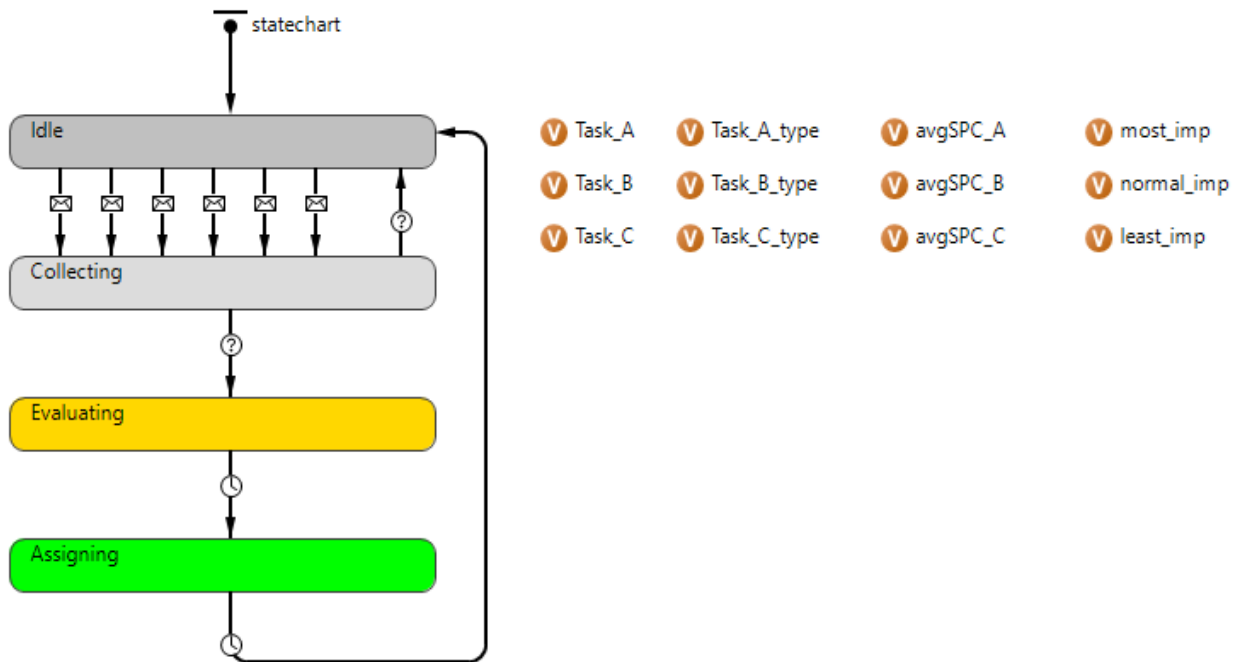 statechart
Idle
V Task_A V Task_A_type V avgSPC_A V most_imp
V Task_B V Task_B_type V avgSPC_B V normal_imp
?
V Task_C V Task_C_type V avgSPC_C V least_imp
Collecting
?
Evaluating
Assigning